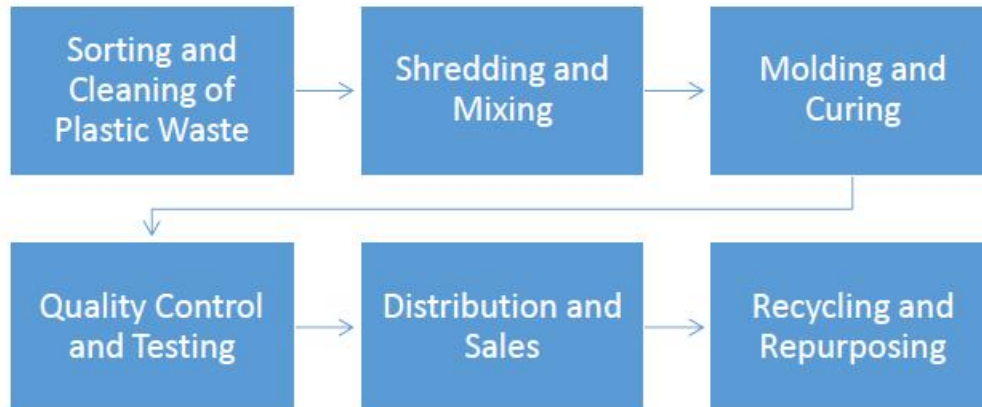 Sorting and
Cleaning of
Plastic Waste
Shredding and
Mixing
Molding and
Curing
Quality Control
and Testing
Distribution and
Sales
Recycling and
Repurposing